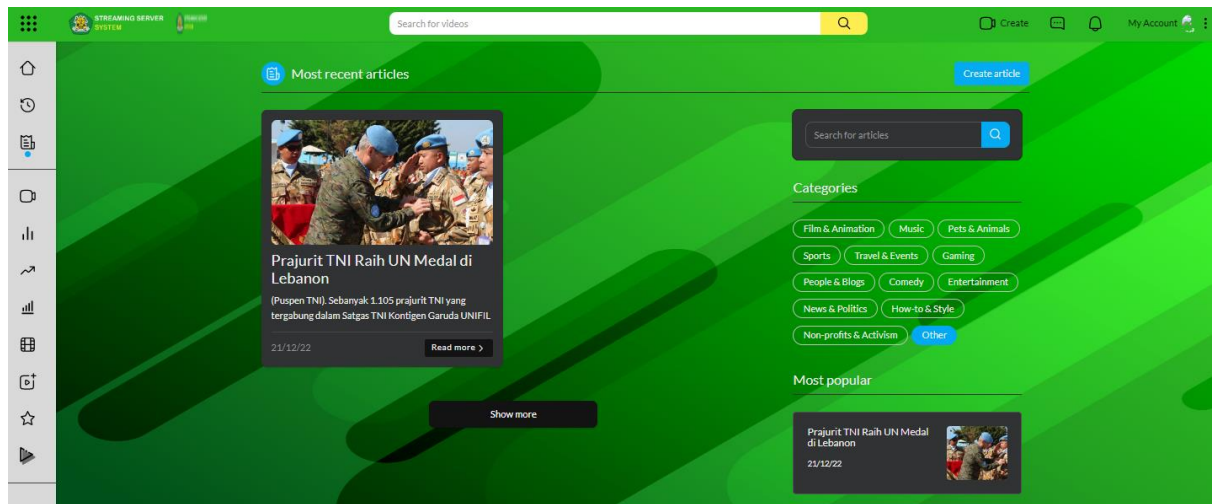 STREAMING SERVER
SYSTEM
Search for videos
Create
My Account
Most recent articles
Create article
Prajurit TNI Raih UN Medal di
Lebanon
(Puspen TNI). Sebanyak 1.105 prajurit TNI yang
tergabung dalam Satgas TNI Kontigen Garuda UNIFIL
21/12/22
Read more
Show more
Search for articles
Categories
Film & Animation
Music
Pets & Animals
Sports
Travel & Events
Gaming
People & Blogs
Comedy
Entertainment
News & Politics
How-to & Style
Non-profits & Activism
Other
Most popular
Prajurit TNI Raih UN Medal
di Lebanon
21/12/22